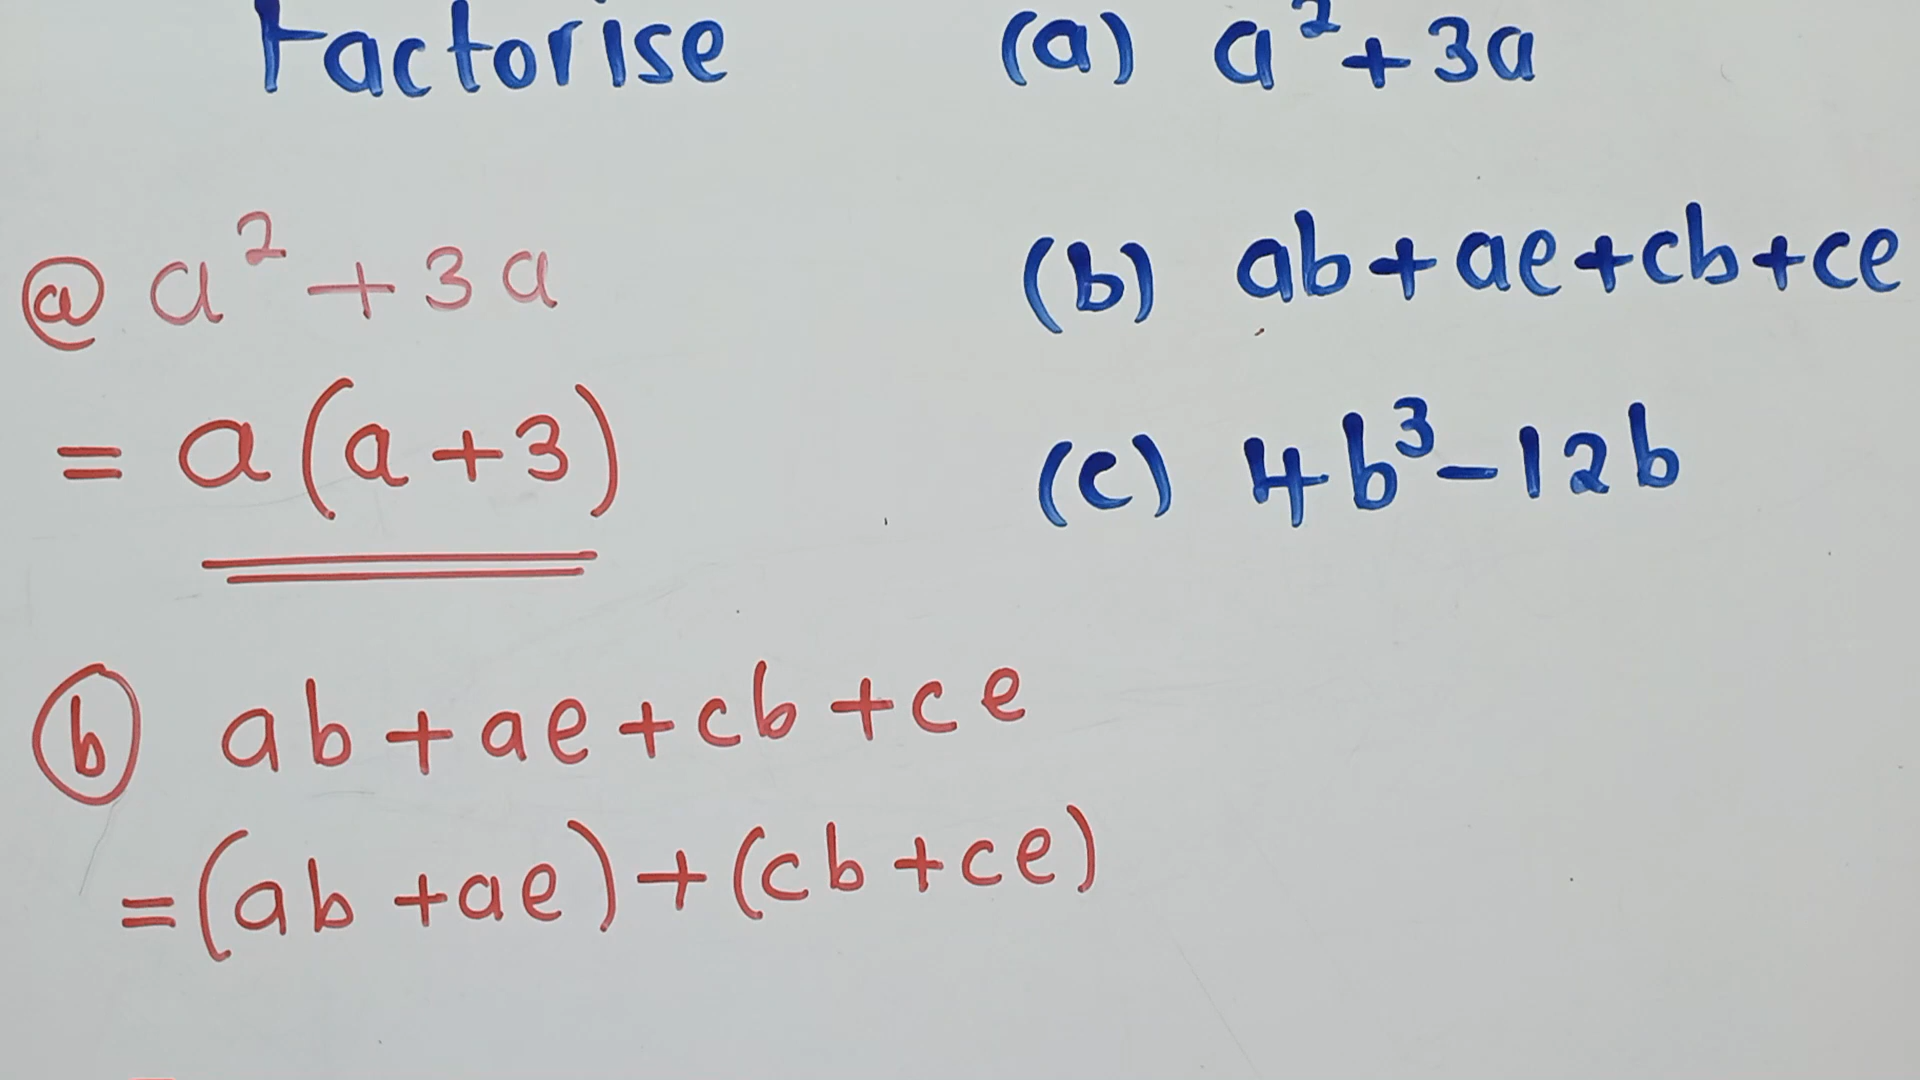 Factorise (a) a²+3a
(b) ab+ae+cb+ce
(c) 4b³-12b
ⓐ a²+3a
= a(a+3)
ⓑ ab+ae+cb+ce
=(ab+ae)+(cb+ce)